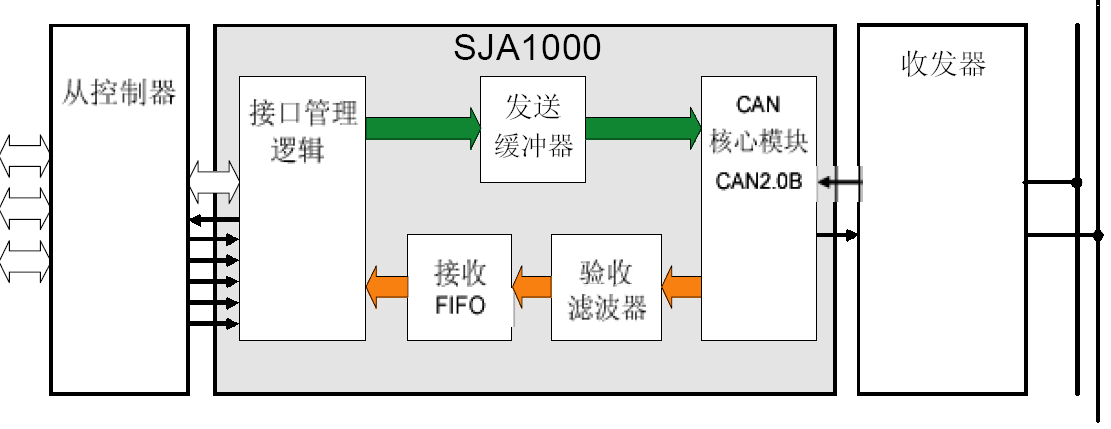 SJA1000
从控制器
接口管理
逻辑
发送
缓冲器
CAN
核心模块
CAN2.0B
收发器
接收
FIFO
验收
滤波器